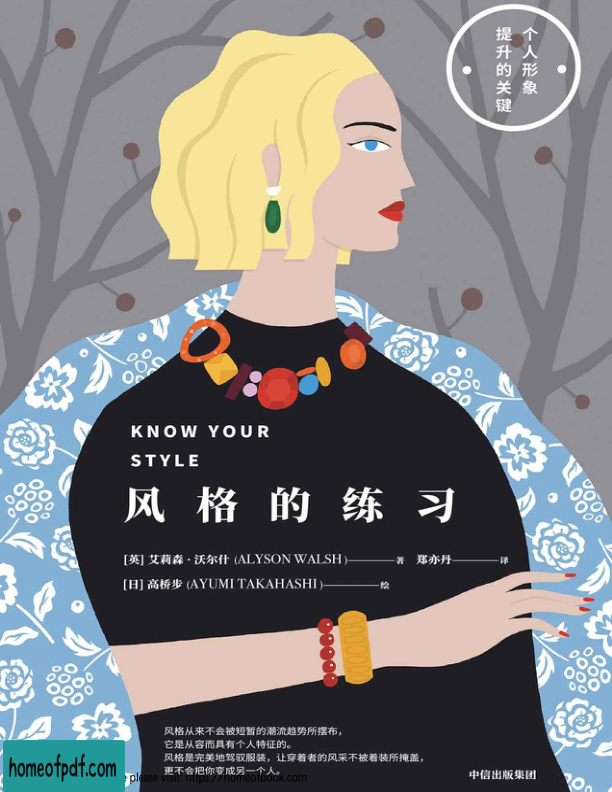 个人形象
提升的关键
KNOW YOUR
STYLE
风格的练习
[英] 艾莉森·沃尔什 (ALYSON WALSH)————著 郑亦丹————译
[日] 高桥步 (AYUMI TAKAHASHI)————绘
风格从来不会被短暂的潮流趋势所摆布，
它是从容而具有个人特征的。
风格是完美地驾驭服装，让穿着者的风采不被着装所掩盖，
更不会把你变成另一个人。
中信出版集团
homeofpdf.com
please visit: https://homeofbook.com